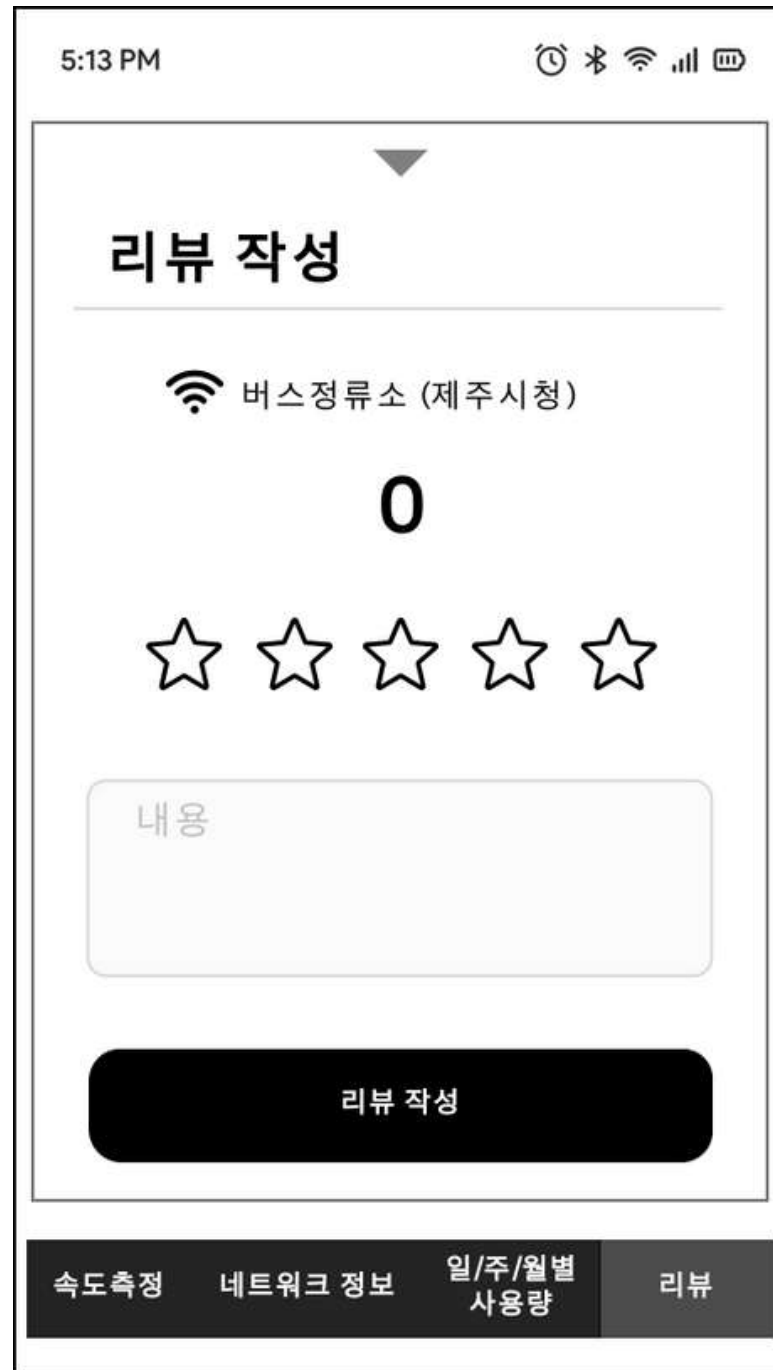 5:13 PM
리뷰 작성
버스정류소 (제주시청)
0
내용
리뷰 작성
속도측정
네트워크 정보
일/주/월별
사용량
리뷰